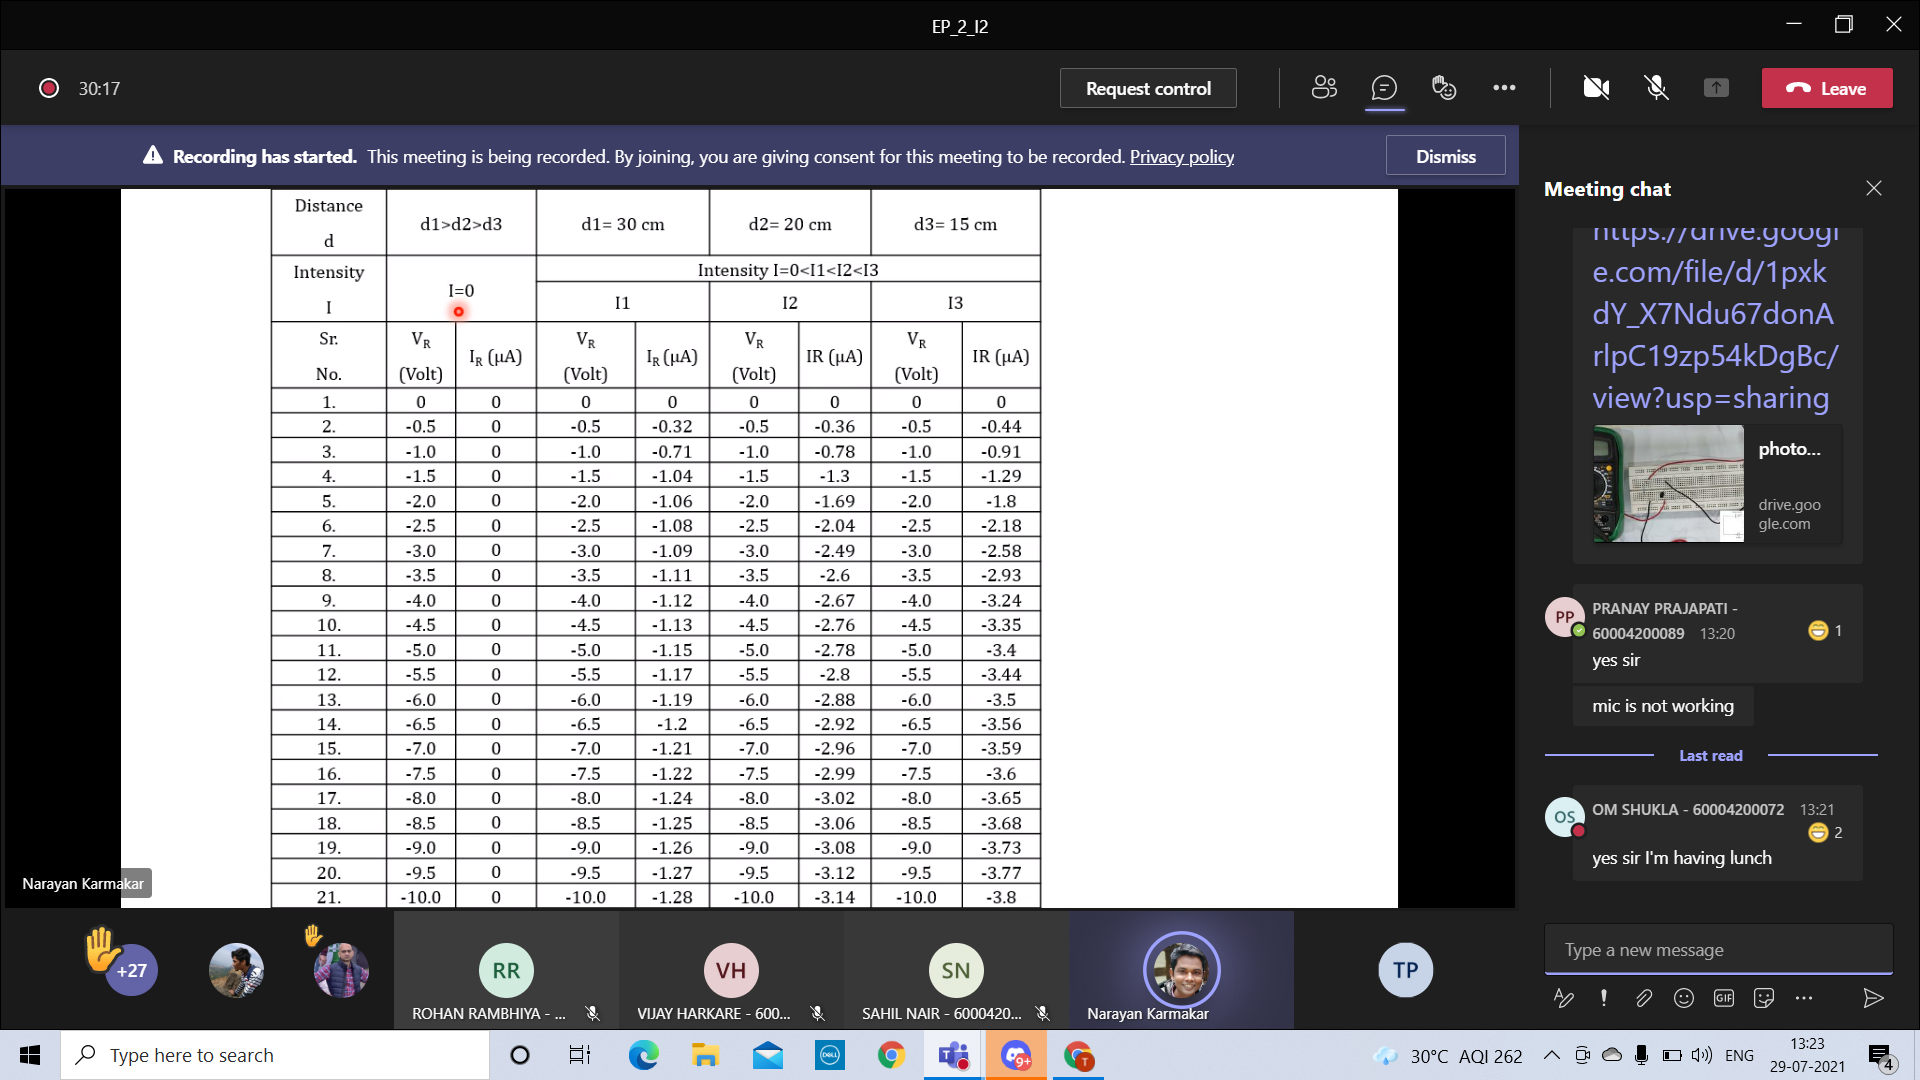 EP_2_I2
30:17
Request control
Leave
Recording has started. This meeting is being recorded. By joining, you are giving consent for this meeting to be recorded. Privacy policy
Dismiss
Distance d d1>d2>d3 d1= 30 cm d2= 20 cm d3= 15 cm
Intensity I I=0 Intensity I=0<I1<I2<I3
I1 I2 I3
Sr. No. VR (Volt) IR (μA) VR (Volt) IR (μA) VR (Volt) IR (μA) VR (Volt) IR (μA)
1. 0 0 0 0 0 0 0 0
2. -0.5 0 -0.5 -0.32 -0.5 -0.36 -0.5 -0.44
3. -1.0 0 -1.0 -0.71 -1.0 -0.78 -1.0 -0.91
4. -1.5 0 -1.5 -1.04 -1.5 -1.3 -1.5 -1.29
5. -2.0 0 -2.0 -1.06 -2.0 -1.69 -2.0 -1.8
6. -2.5 0 -2.5 -1.08 -2.5 -2.04 -2.5 -2.18
7. -3.0 0 -3.0 -1.09 -3.0 -2.49 -3.0 -2.58
8. -3.5 0 -3.5 -1.11 -3.5 -2.6 -3.5 -2.93
9. -4.0 0 -4.0 -1.12 -4.0 -2.67 -4.0 -3.24
10. -4.5 0 -4.5 -1.13 -4.5 -2.76 -4.5 -3.35
11. -5.0 0 -5.0 -1.15 -5.0 -2.78 -5.0 -3.4
12. -5.5 0 -5.5 -1.17 -5.5 -2.8 -5.5 -3.44
13. -6.0 0 -6.0 -1.19 -6.0 -2.88 -6.0 -3.5
14. -6.5 0 -6.5 -1.2 -6.5 -2.92 -6.5 -3.56
15. -7.0 0 -7.0 -1.21 -7.0 -2.96 -7.0 -3.59
16. -7.5 0 -7.5 -1.22 -7.5 -2.99 -7.5 -3.6
17. -8.0 0 -8.0 -1.24 -8.0 -3.02 -8.0 -3.65
18. -8.5 0 -8.5 -1.25 -8.5 -3.06 -8.5 -3.68
19. -9.0 0 -9.0 -1.26 -9.0 -3.08 -9.0 -3.73
20. -9.5 0 -9.5 -1.27 -9.5 -3.12 -9.5 -3.77
21. -10.0 0 -10.0 -1.28 -10.0 -3.14 -10.0 -3.8
Narayan Karmakar
Meeting chat
https://drive.googl
e.com/file/d/1pxk
dY_X7Ndu67donA
rlpC19zp54kDgBc/
view?usp=sharing
photo...
drive.goo
gle.com
PP
PRANAY PRAJAPATI -
60004200089 13:20
1
yes sir
mic is not working
Last read
OS
OM SHUKLA - 60004200072 13:21
2
yes sir I'm having lunch
Type a new message
GIF
+27
RR
ROHAN RAMBHIYA - ...
VH
VIJAY HARKARE - 600...
SN
SAHIL NAIR - 6000420...
Narayan Karmakar
TP
Type here to search
DELL
9+
T
30°C AQI 262
ENG
13:23
29-07-2021
4